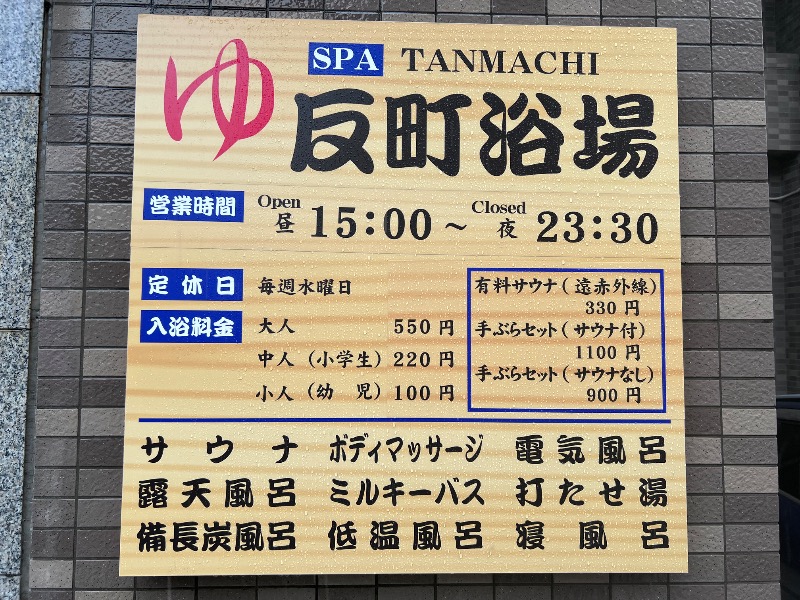 ゆ SPA TANMACHI
反町浴場
営業時間 Open 昼 15:00 ~ Closed 夜 23:30
定休日 毎週水曜日
入浴料金 大人 550円
中人(小学生) 220円
小人(幼児) 100円
有料サウナ(遠赤外線)
330円
手ぶらセット(サウナ付)
1100円
手ぶらセット(サウナなし)
900円
サウナ ボディマッサージ 電気風呂
露天風呂 ミルキーバス 打たせ湯
備長炭風呂 低温風呂 寝風呂